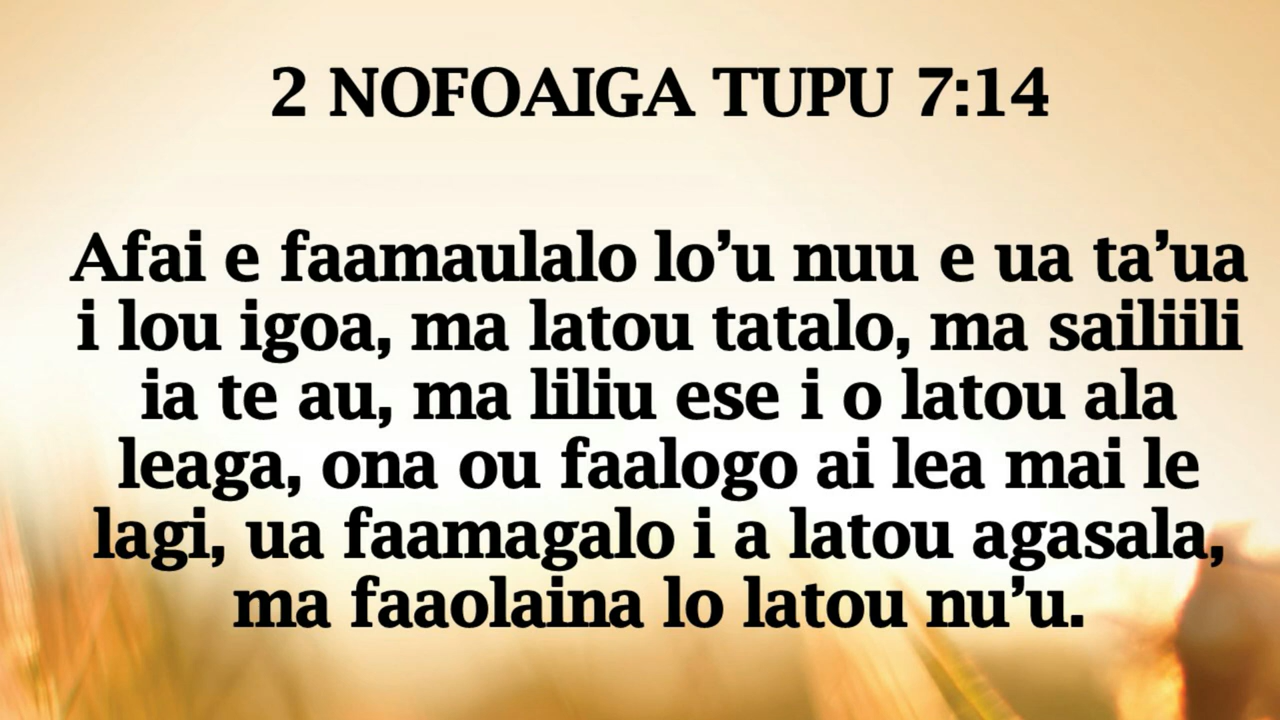 2 NOFOAIGA TUPU 7:14
Afai e faamaulalo lo’u nuu e ua ta’ua
i lou igoa, ma latou tatalo, ma sailiili
ia te au, ma liliu ese i o latou ala
leaga, ona ou faalogo ai lea mai le
lagi, ua faamagalo i a latou agasala,
ma faaolaina lo latou nu’u.